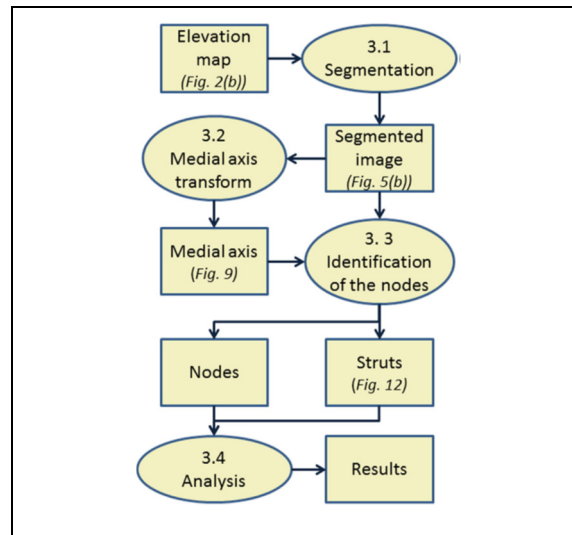 Elevation
map
(Fig. 2(b))
3.1
Segmentation
3.2
Medial axis
transform
Segmented
image
(Fig. 5(b))
Medial axis
(Fig. 9)
3. 3
Identification
of the nodes
Nodes
Struts
(Fig. 12)
3.4
Analysis
Results